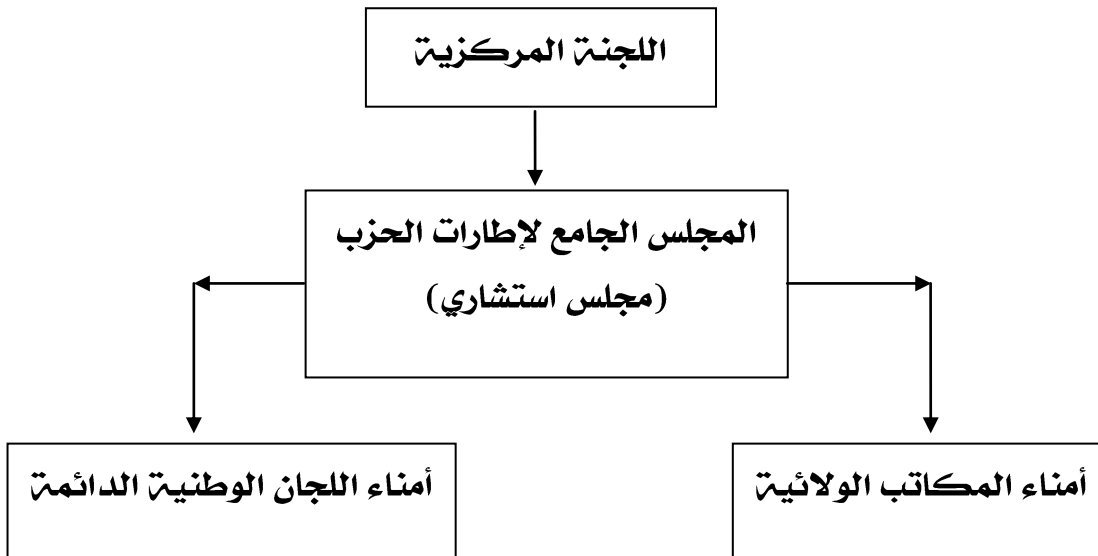 اللجنة المركزية
المجلس الجامع لإطارات الحزب
(مجلس استشاري)
أمناء المكاتب الولائية
أمناء اللجان الوطنية الدائمة